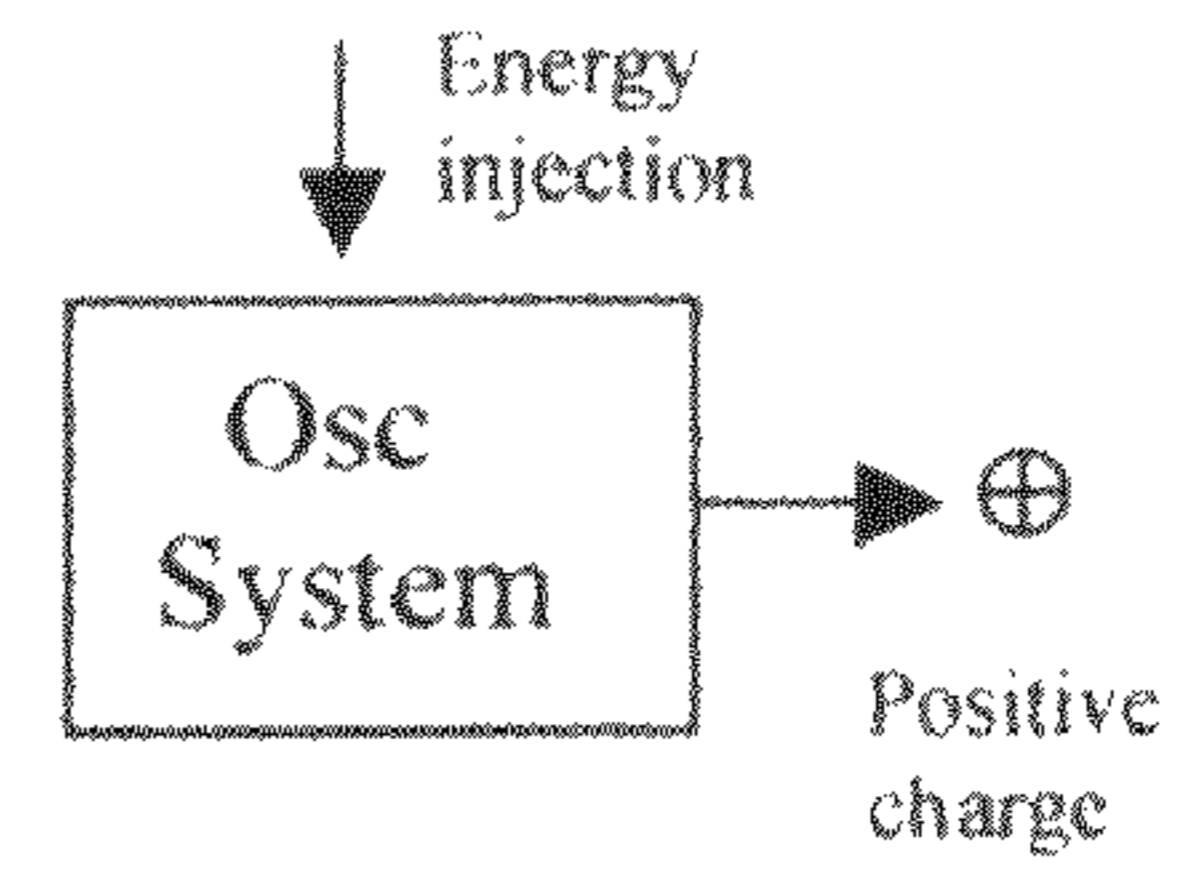 Energy
injection
Osc
System
Positive
charge